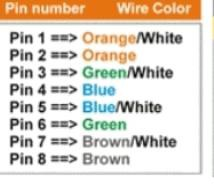 Pin number Wire Color
Pin 1 ==> Orange/White
Pin 2 ==> Orange
Pin 3 ==> Green/White
Pin 4 ==> Blue
Pin 5 ==> Blue/White
Pin 6 ==> Green
Pin 7 ==> Brown/White
Pin 8 ==> Brown